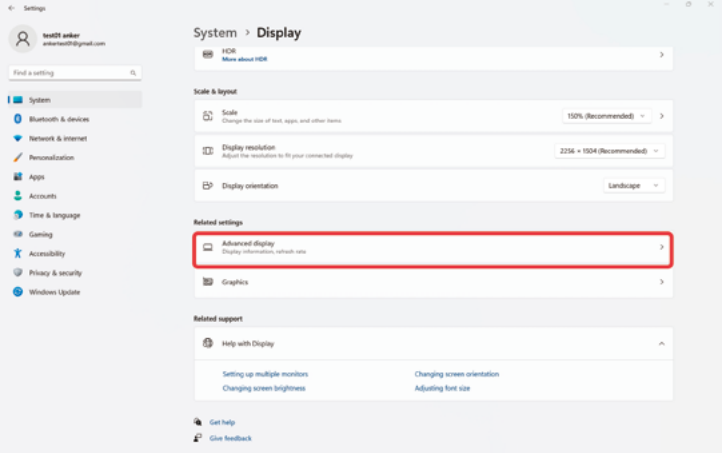 Settings
test01 anker
ankertest01@gmail.com
Find a setting
System
Bluetooth & devices
Network & internet
Personalization
Apps
Accounts
Time & language
Gaming
Accessibility
Privacy & security
Windows Update
System > Display
HDR
More about HDR
Scale & layout
Scale
Change the size of text, apps, and other items
150% (Recommended)
Display resolution
Adjust the resolution to fit your connected display
2256 × 1504 (Recommended)
Display orientation
Landscape
Related settings
Advanced display
Display information, refresh rate
Graphics
Related support
Help with Display
Setting up multiple monitors
Changing screen orientation
Changing screen brightness
Adjusting font size
Get help
Give feedback